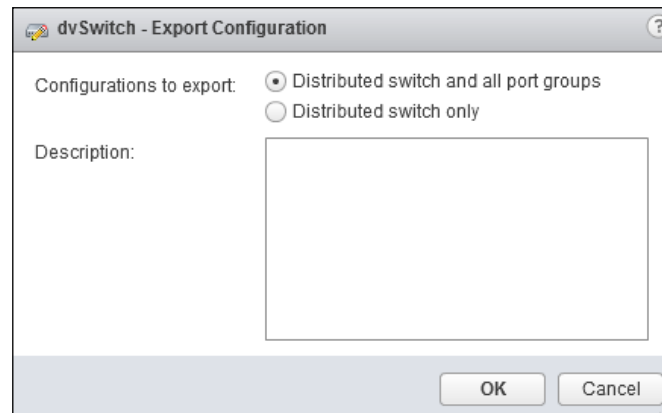 dvSwitch - Export Configuration
?
Configurations to export:
Distributed switch and all port groups
Distributed switch only
Description:
OK
Cancel